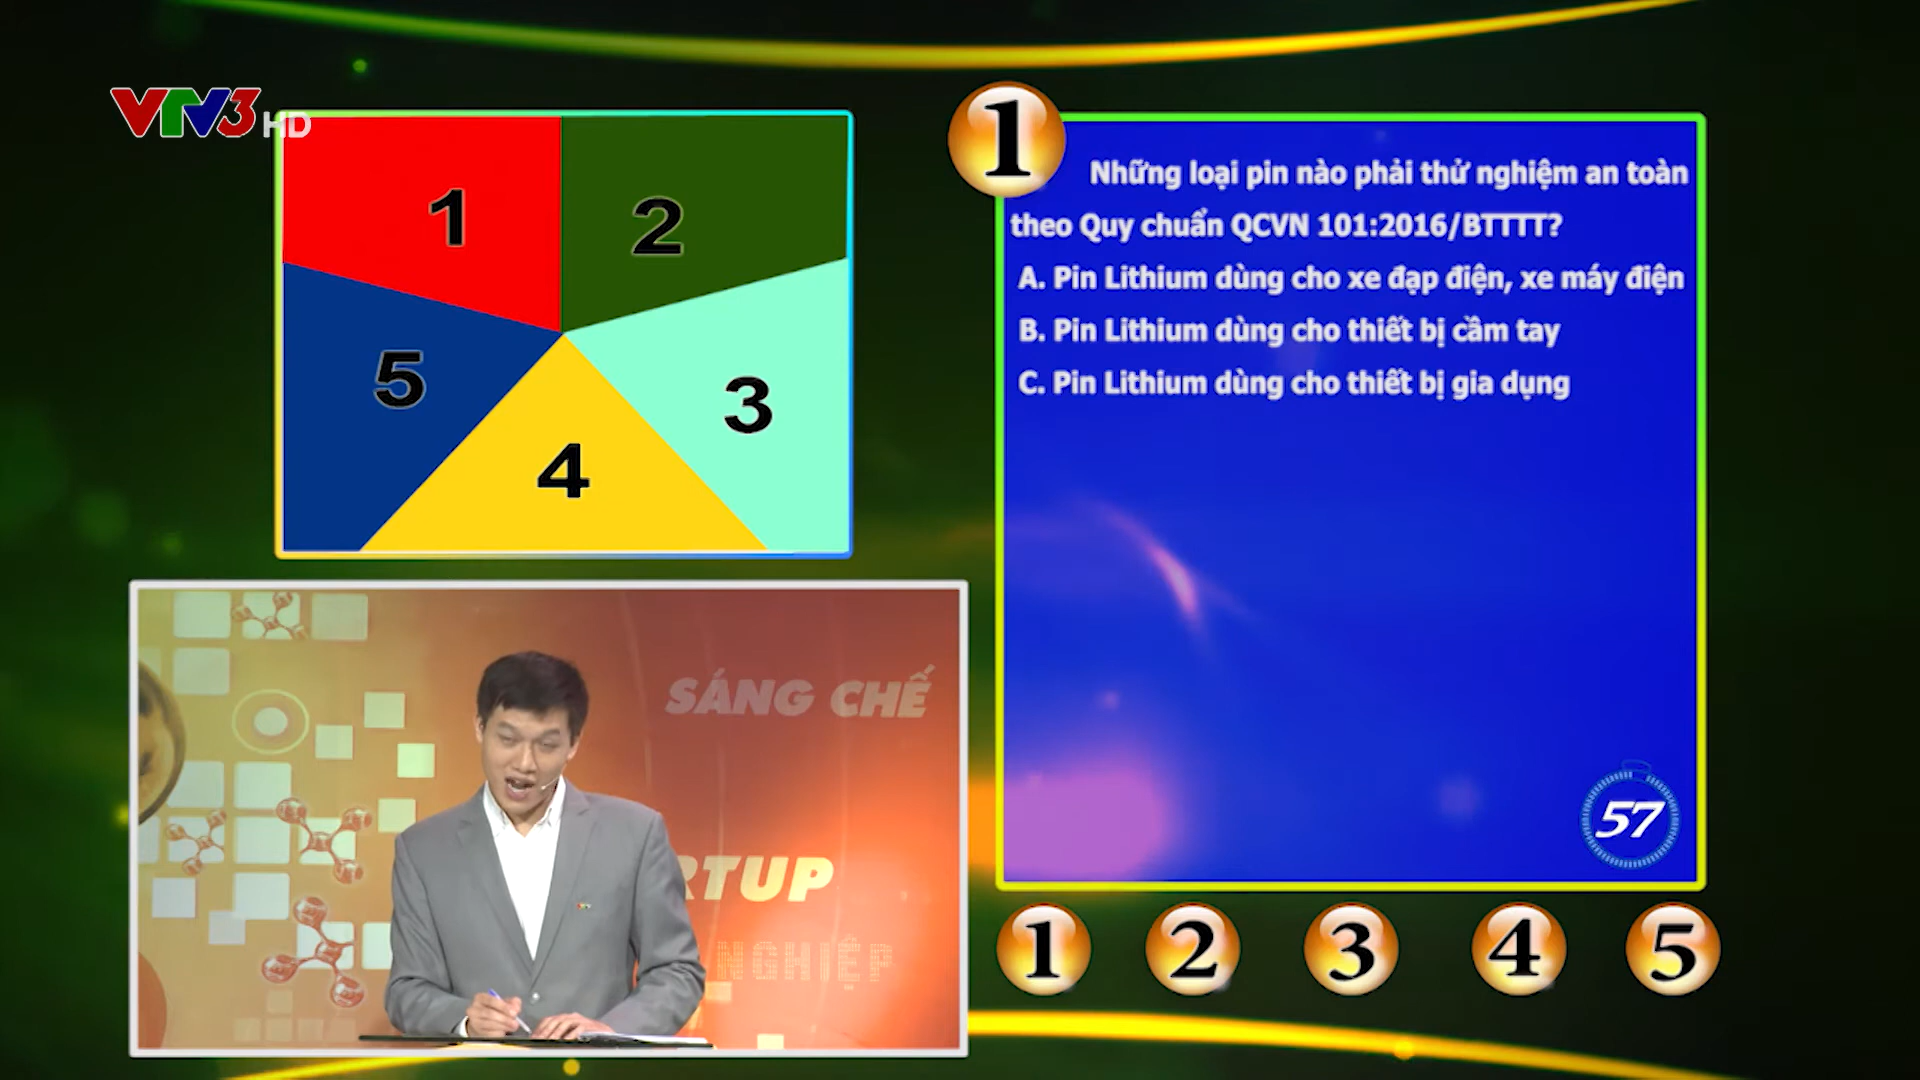 VTV3
HD
1
2
3
4
5
1
Những loại pin nào phải thử nghiệm an toàn
theo Quy chuẩn QCVN 101:2016/BTTTT?
A. Pin Lithium dùng cho xe đạp điện, xe máy điện
B. Pin Lithium dùng cho thiết bị cầm tay
C. Pin Lithium dùng cho thiết bị gia dụng
57
SÁNG CHẾ
RTUP
NGHIỆP
1 2 3 4 5